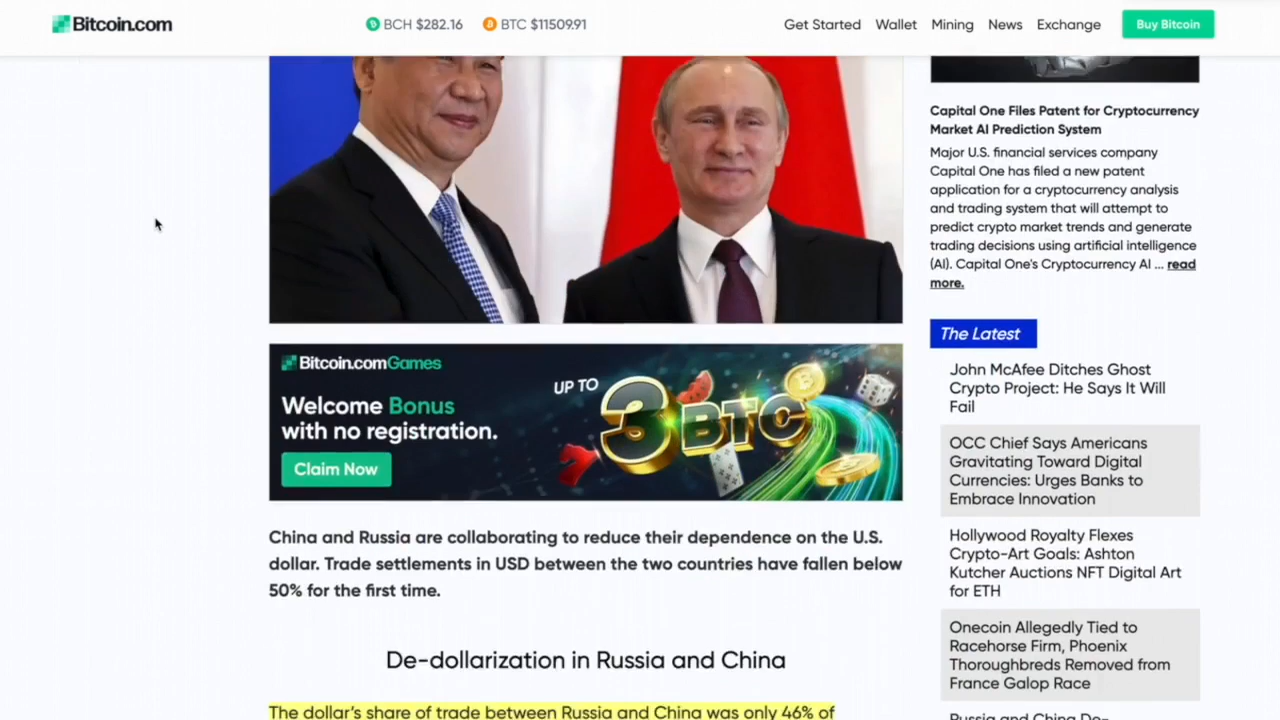 Bitcoin.com
BCH $282.16
BTC $11509.91
Get Started
Wallet
Mining
News
Exchange
Buy Bitcoin
Bitcoin.comGames
Welcome Bonus
with no registration.
Claim Now
UP TO
3 BTC
China and Russia are collaborating to reduce their dependence on the U.S.
dollar. Trade settlements in USD between the two countries have fallen below
50% for the first time.
De-dollarization in Russia and China
The dollar's share of trade between Russia and China was only 46% of
Capital One Files Patent for Cryptocurrency
Market AI Prediction System
Major U.S. financial services company
Capital One has filed a new patent
application for a cryptocurrency analysis
and trading system that will attempt to
predict crypto market trends and generate
trading decisions using artificial intelligence
(AI). Capital One's Cryptocurrency AI ... read
more.
The Latest
John McAfee Ditches Ghost
Crypto Project: He Says It Will
Fail
OCC Chief Says Americans
Gravitating Toward Digital
Currencies: Urges Banks to
Embrace Innovation
Hollywood Royalty Flexes
Crypto-Art Goals: Ashton
Kutcher Auctions NFT Digital Art
for ETH
Onecoin Allegedly Tied to
Racehorse Firm, Phoenix
Thoroughbreds Removed from
France Galop Race
Russia and China De-